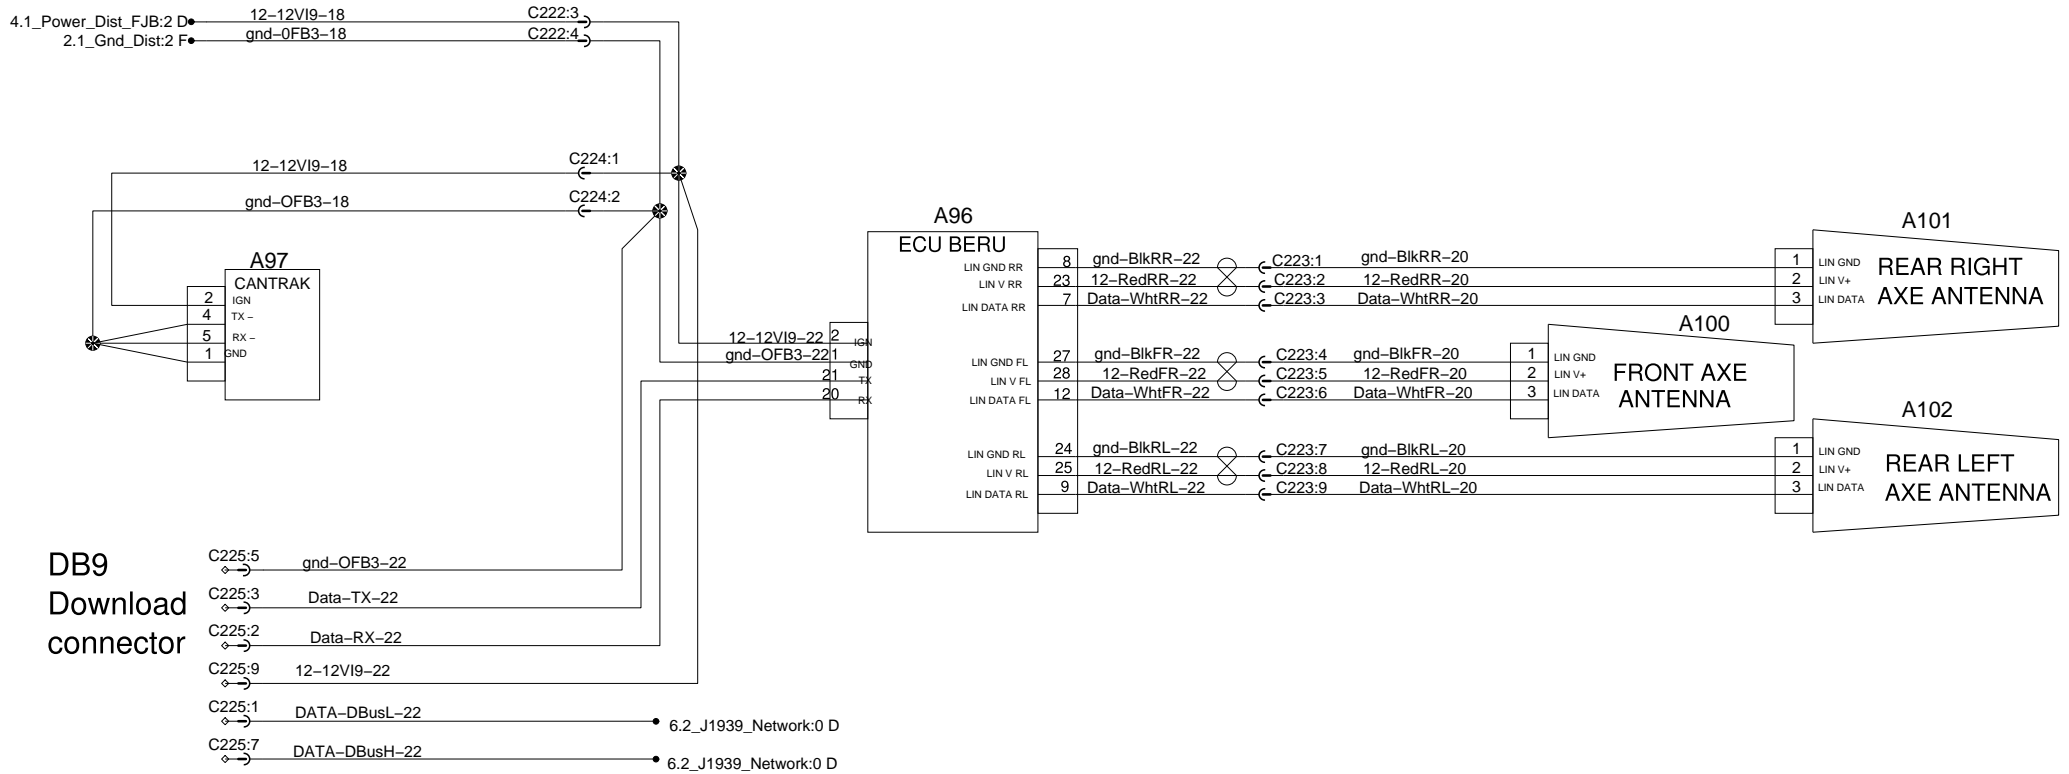 4.1_Power_Dist_FJB:2 D
12-12VI9-18
C222:3
2.1_Gnd_Dist:2 F
gnd-0FB3-18
C222:4
12-12VI9-18
C224:1
gnd-OFB3-18
C224:2
A97
CANTRAK
2 IGN
4 TX -
5 RX -
1 GND
A96
ECU BERU
12-12VI9-22 2 IGN
gnd-OFB3-22 1 GND
21 TX
20 RX
LIN GND RR 8 gnd-BlkRR-22 C223:1 gnd-BlkRR-20
LIN V RR 23 12-RedRR-22 C223:2 12-RedRR-20
LIN DATA RR 7 Data-WhtRR-22 C223:3 Data-WhtRR-20
A101
1 LIN GND
2 LIN V+
3 LIN DATA
REAR RIGHT
AXE ANTENNA
LIN GND FL 27 gnd-BlkFR-22 C223:4 gnd-BlkFR-20
LIN V FL 28 12-RedFR-22 C223:5 12-RedFR-20
LIN DATA FL 12 Data-WhtFR-22 C223:6 Data-WhtFR-20
A100
1 LIN GND
2 LIN V+
3 LIN DATA
FRONT AXE
ANTENNA
LIN GND RL 24 gnd-BlkRL-22 C223:7 gnd-BlkRL-20
LIN V RL 25 12-RedRL-22 C223:8 12-RedRL-20
LIN DATA RL 9 Data-WhtRL-22 C223:9 Data-WhtRL-20
A102
1 LIN GND
2 LIN V+
3 LIN DATA
REAR LEFT
AXE ANTENNA
DB9
Download
connector
C225:5 gnd-OFB3-22
C225:3 Data-TX-22
C225:2 Data-RX-22
C225:9 12-12VI9-22
C225:1 DATA-DBusL-22 6.2_J1939_Network:0 D
C225:7 DATA-DBusH-22 6.2_J1939_Network:0 D